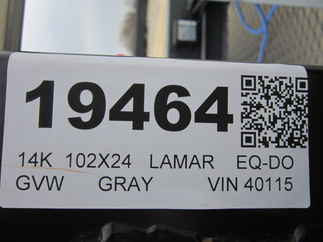 19464
14K 102X24 LAMAR EQ-DO
GVW GRAY VIN 40115